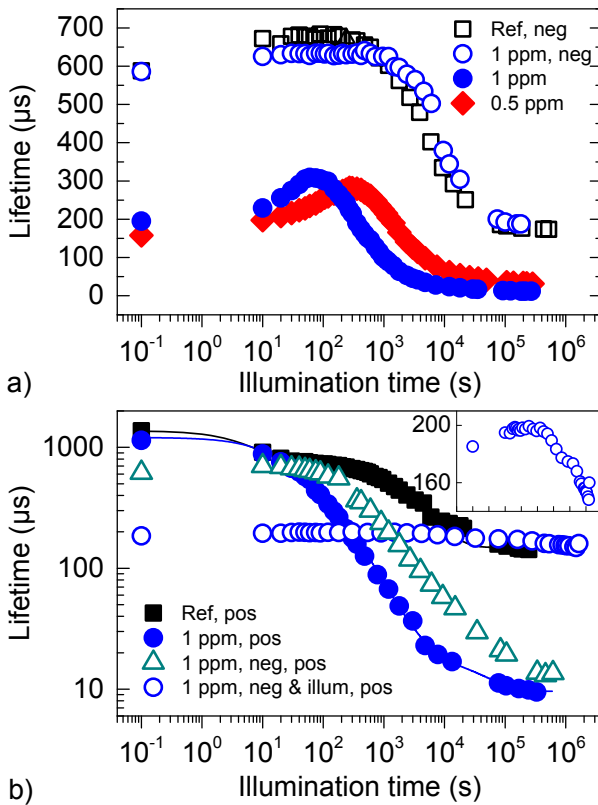 700
600
500
400
300
200
100
0
Lifetime (µs)
Ref, neg
1 ppm, neg
1 ppm
0.5 ppm
10⁻¹ 10⁰ 10¹ 10² 10³ 10⁴ 10⁵ 10⁶
Illumination time (s)
a)
1000
100
10
Lifetime (µs)
200
160
Ref, pos
1 ppm, pos
1 ppm, neg, pos
1 ppm, neg & illum, pos
10⁻¹ 10⁰ 10¹ 10² 10³ 10⁴ 10⁵ 10⁶
Illumination time (s)
b)